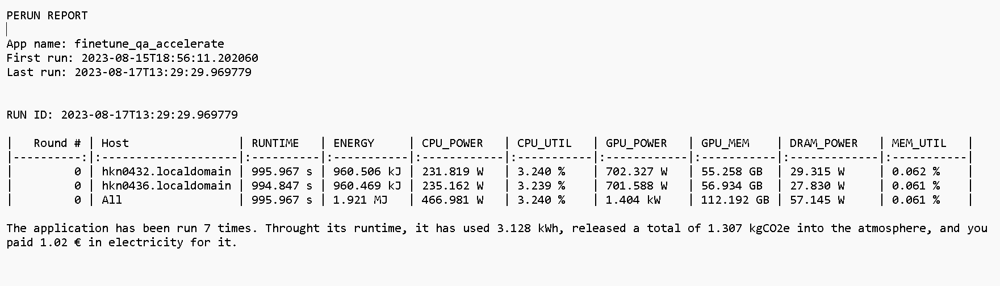 PERUN REPORT
App name: finetune_qa_accelerate
First run: 2023-08-15T18:56:11.202060
Last run: 2023-08-17T13:29:29.969779
RUN ID: 2023-08-17T13:29:29.969779
|   Round # | Host                | RUNTIME   | ENERGY     | CPU_POWER   | CPU_UTIL   | GPU_POWER   | GPU_MEM    | DRAM_POWER   | MEM_UTIL   |
|----------:|:--------------------|:----------|:-----------|:------------|:-----------|:------------|:-----------|:-------------|:-----------|
|         0 | hkn0432.localdomain | 995.967 s | 960.506 kJ | 231.819 W   | 3.240 %    | 702.327 W   | 55.258 GB  | 29.315 W     | 0.062 %    |
|         0 | hkn0436.localdomain | 994.847 s | 960.469 kJ | 235.162 W   | 3.239 %    | 701.588 W   | 56.934 GB  | 27.830 W     | 0.061 %    |
|         0 | All                 | 995.967 s | 1.921 MJ   | 466.981 W   | 3.240 %    | 1.404 kW    | 112.192 GB | 57.145 W     | 0.061 %    |
The application has been run 7 times. Throught its runtime, it has used 3.128 kWh, released a total of 1.307 kgCO2e into the atmosphere, and you
paid 1.02 € in electricity for it.